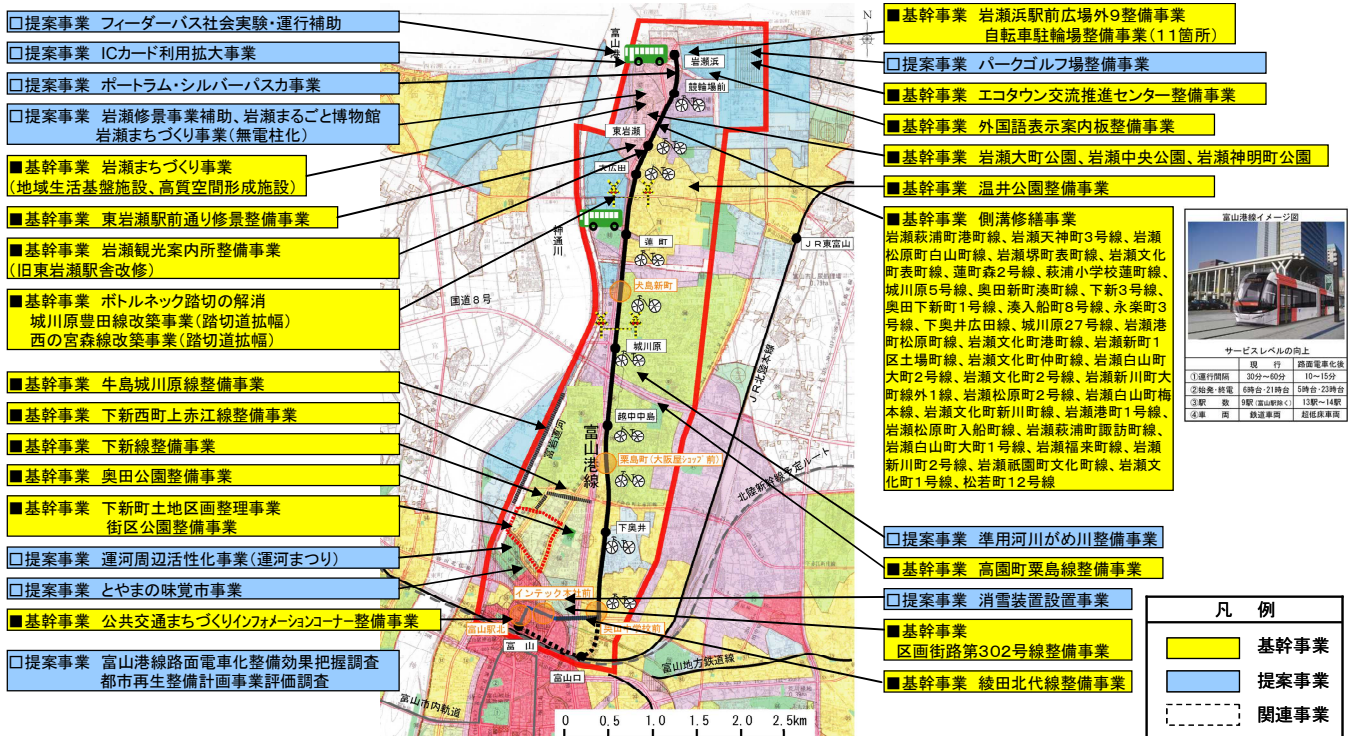 □提案事業 フィーダーバス社会実験・運行補助
□提案事業 ICカード利用拡大事業
□提案事業 ポートラム・シルバーパスカ事業
□提案事業 岩瀬修景事業補助、岩瀬まるごと博物館
岩瀬まちづくり事業(無電柱化)
■基幹事業 岩瀬まちづくり事業
(地域生活基盤施設、高質空間形成施設)
■基幹事業 東岩瀬駅前通り修景整備事業
■基幹事業 岩瀬観光案内所整備事業
(旧東岩瀬駅舎改修)
■基幹事業 ボトルネック踏切の解消
城川原豊田線改築事業(踏切道拡幅)
西の宮森線改築事業(踏切道拡幅)
■基幹事業 牛島城川原線整備事業
■基幹事業 下新西町上赤江線整備事業
■基幹事業 下新線整備事業
■基幹事業 奥田公園整備事業
■基幹事業 下新町土地区画整理事業
街区公園整備事業
□提案事業 運河周辺活性化事業(運河まつり)
□提案事業 とやまの味覚市事業
■基幹事業 公共交通まちづくりインフォメーションコーナー整備事業
□提案事業 富山港線路面電車化整備効果把握調査
都市再生整備計画事業評価調査
富山港
N
岩瀬浜
競輪場前
東岩瀬
大広田
蓮町
神通川
JR東富山
犬島新町
国道8号
城川原
JR北陸本線
越中中島
富岩運河
富山港線
粟島町(大阪屋ショップ前)
北陸新幹線予定ルート
下奥井
インテック本社前
富山駅北
奥田中学校前
富山
富山口
富山地方鉄道線
富山市内軌道
0 0.5 1.0 1.5 2.0 2.5km
■基幹事業 岩瀬浜駅前広場外9整備事業
自転車駐輪場整備事業(11箇所)
□提案事業 パークゴルフ場整備事業
■基幹事業 エコタウン交流推進センター整備事業
■基幹事業 外国語表示案内板整備事業
■基幹事業 岩瀬大町公園、岩瀬中央公園、岩瀬神明町公園
■基幹事業 温井公園整備事業
■基幹事業 側溝修繕事業
岩瀬萩浦町港町線、岩瀬天神町3号線、岩瀬
松原町白山町線、岩瀬堺町表町線、岩瀬文化
町表町線、蓮町森2号線、萩浦小学校蓮町線、
城川原5号線、奥田新町湊町線、下新3号線、
奥田下新町1号線、湊入船町8号線、永楽町3
号線、下奥井広田線、城川原27号線、岩瀬港
町松原町線、岩瀬文化町港町線、岩瀬新町1
区土場町線、岩瀬文化町仲町線、岩瀬白山町
大町2号線、岩瀬文化町2号線、岩瀬新川町大
町線外1線、岩瀬松原町2号線、岩瀬白山町梅
本線、岩瀬文化町新川町線、岩瀬港町1号線、
岩瀬松原町入船町線、岩瀬萩浦町諏訪町線、
岩瀬白山町大町1号線、岩瀬福来町線、岩瀬
新川町2号線、岩瀬祇園町文化町線、岩瀬文
化町1号線、松若町12号線
□提案事業 準用河川がめ川整備事業
■基幹事業 高園町粟島線整備事業
□提案事業 消雪装置設置事業
■基幹事業
区画街路第302号線整備事業
■基幹事業 綾田北代線整備事業
富山港線イメージ図
サービスレベルの向上
現行 路面電車化後
①運行間隔 30分~60分 10~15分
②始発・終電 6時台-21時台 5時台-23時台
③駅数 9駅(富山駅除く) 13駅~14駅
④車両 鉄道車両 超低床車両
凡例
基幹事業
提案事業
関連事業